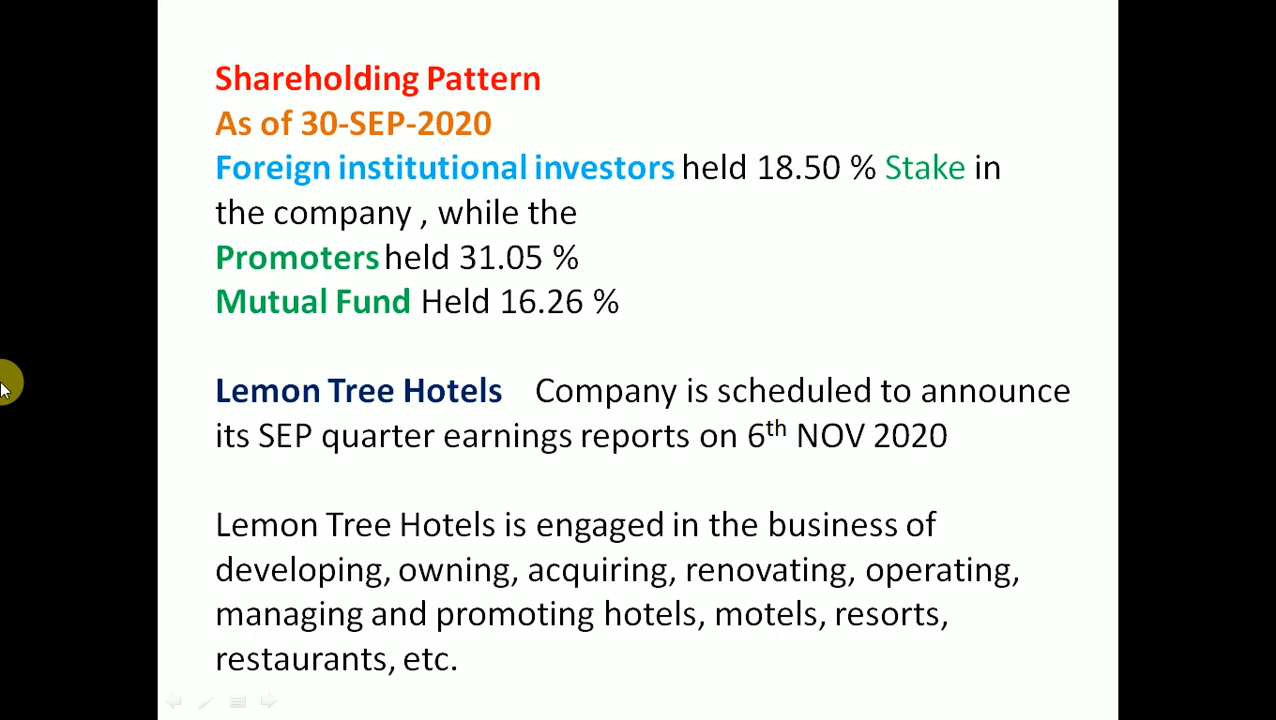 Shareholding Pattern
As of 30-SEP-2020
Foreign institutional investors held 18.50 % Stake in
the company , while the
Promoters held 31.05 %
Mutual Fund Held 16.26 %
Lemon Tree Hotels Company is scheduled to announce
its SEP quarter earnings reports on 6th NOV 2020
Lemon Tree Hotels is engaged in the business of
developing, owning, acquiring, renovating, operating,
managing and promoting hotels, motels, resorts,
restaurants, etc.